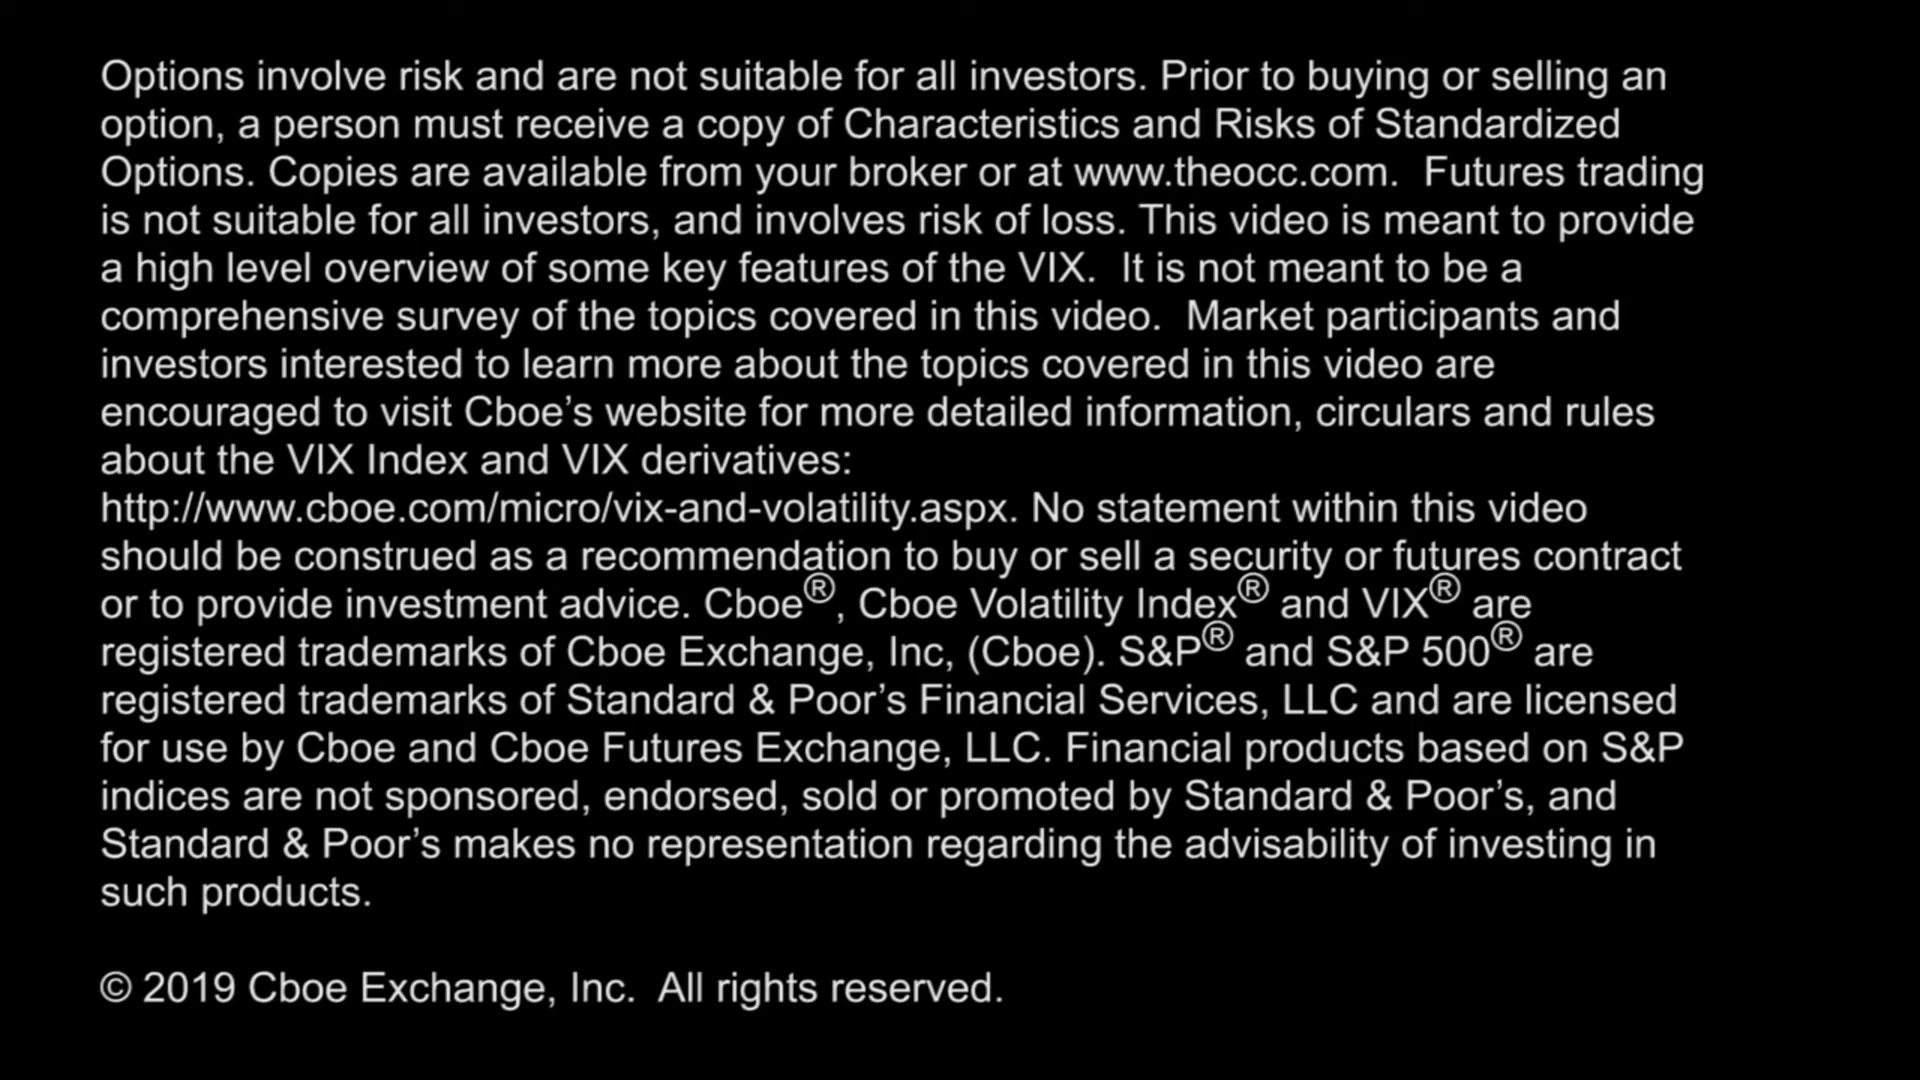 Options involve risk and are not suitable for all investors. Prior to buying or selling an
option, a person must receive a copy of Characteristics and Risks of Standardized
Options. Copies are available from your broker or at www.theocc.com.  Futures trading
is not suitable for all investors, and involves risk of loss. This video is meant to provide
a high level overview of some key features of the VIX.  It is not meant to be a
comprehensive survey of the topics covered in this video.  Market participants and
investors interested to learn more about the topics covered in this video are
encouraged to visit Cboe’s website for more detailed information, circulars and rules
about the VIX Index and VIX derivatives:
http://www.cboe.com/micro/vix-and-volatility.aspx. No statement within this video
should be construed as a recommendation to buy or sell a security or futures contract
or to provide investment advice. Cboe®, Cboe Volatility Index® and VIX® are
registered trademarks of Cboe Exchange, Inc, (Cboe). S&P® and S&P 500® are
registered trademarks of Standard & Poor’s Financial Services, LLC and are licensed
for use by Cboe and Cboe Futures Exchange, LLC. Financial products based on S&P
indices are not sponsored, endorsed, sold or promoted by Standard & Poor’s, and
Standard & Poor’s makes no representation regarding the advisability of investing in
such products.
© 2019 Cboe Exchange, Inc.  All rights reserved.